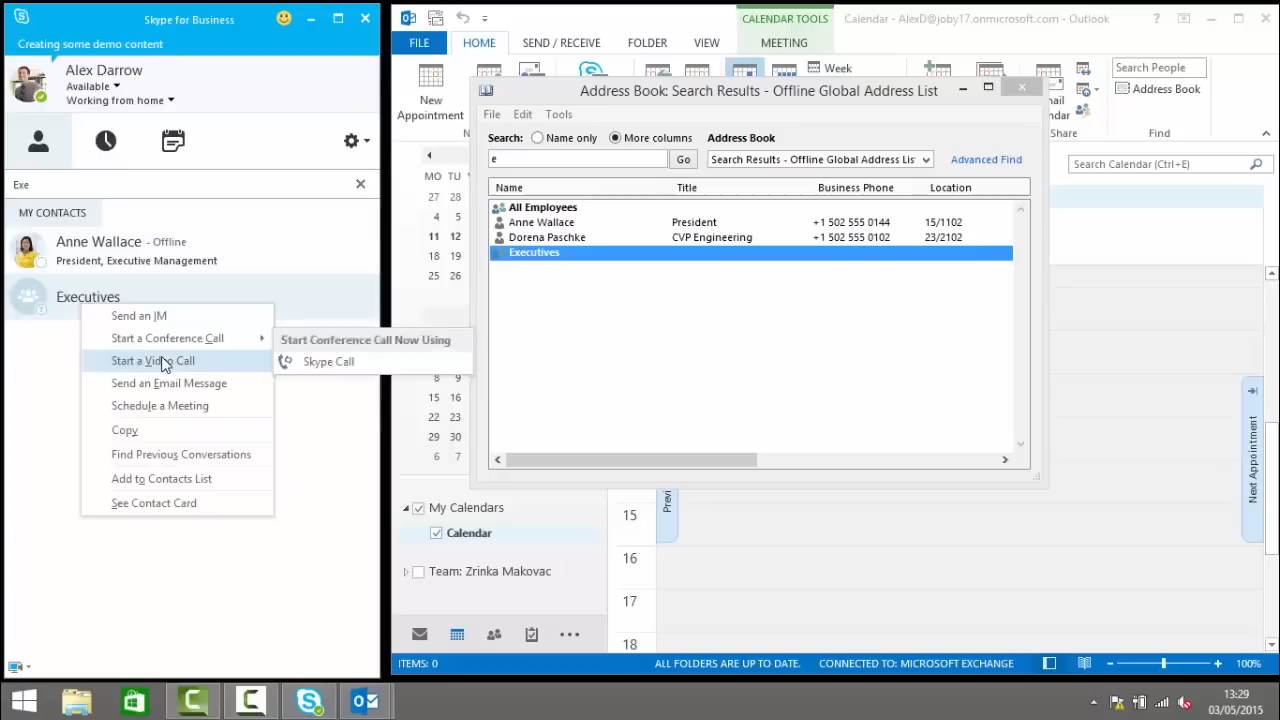 Skype for Business
Creating some demo content
Alex Darrow
Available
Working from home
Exe
MY CONTACTS
Anne Wallace - Offline
President, Executive Management
Executives
Send an IM
Start a Conference Call
Start a Video Call
Send an Email Message
Schedule a Meeting
Copy
Find Previous Conversations
Add to Contacts List
See Contact Card
Start Conference Call Now Using
Skype Call
CALENDAR TOOLS
Calendar - AlexD@joby17.onmicrosoft.com - Outlook
FILE HOME SEND / RECEIVE FOLDER VIEW MEETING
New
Appointment
Week
Search People
Address Book
Share Find
Search Calendar (Ctrl+E)
Address Book: Search Results - Offline Global Address List
File Edit Tools
Search: Name only More columns Address Book
e Go Search Results - Offline Global Address Lis Advanced Find
Name Title Business Phone Location
All Employees
Anne Wallace President +1 502 555 0144 15/1102
Dorena Paschke CVP Engineering +1 502 555 0102 23/2102
Executives
MO TU
27 28
4 5
11 12
18 19
25 26
8 9
15 16
22 23
29 30
6 7
My Calendars
Calendar
Team: Zrinka Makovac
15
16
17
18
Next Appointment
ITEMS: 0 ALL FOLDERS ARE UP TO DATE. CONNECTED TO: MICROSOFT EXCHANGE 100%
13:29
03/05/2015